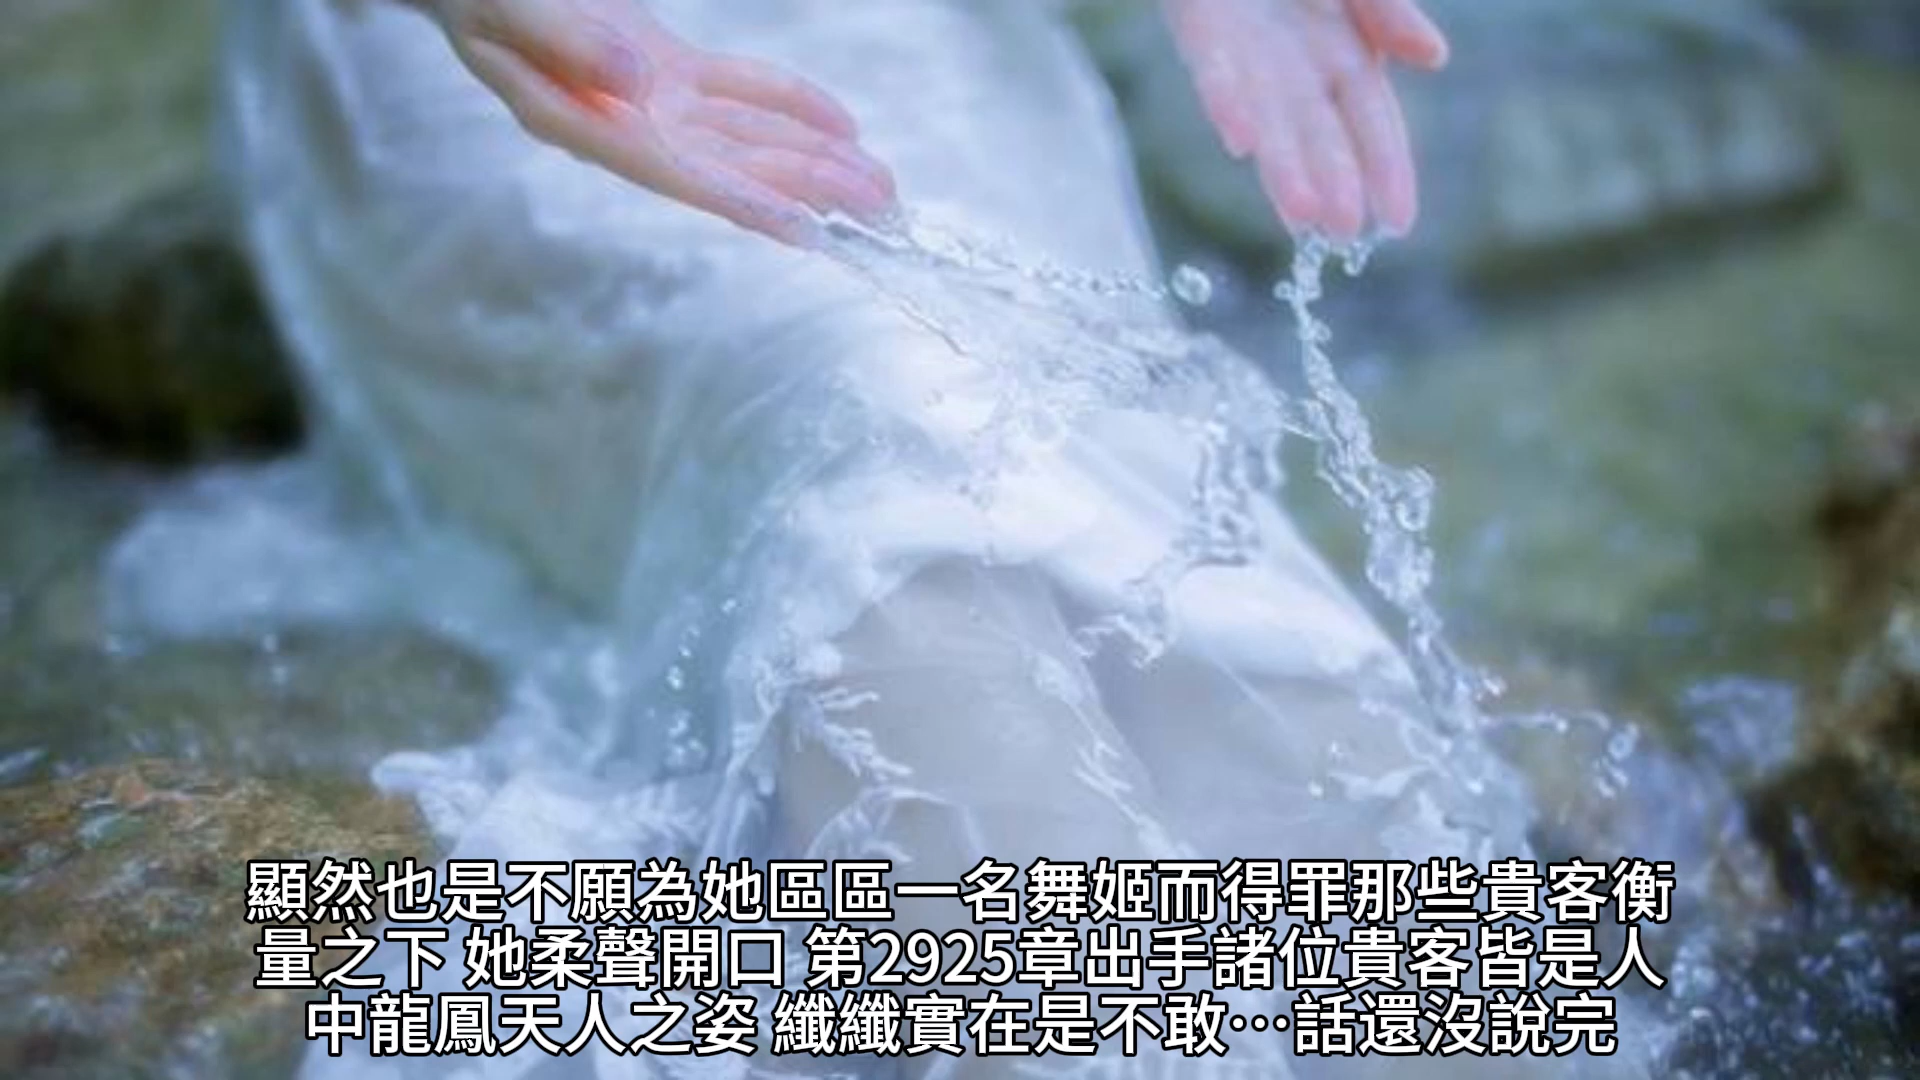 顯然也是不願為她區區一名舞姬而得罪那些貴客衡
量之下 她柔聲開口 第2925章出手諸位貴客皆是人
中龍鳳天人之姿 纖纖實在是不敢…話還沒說完